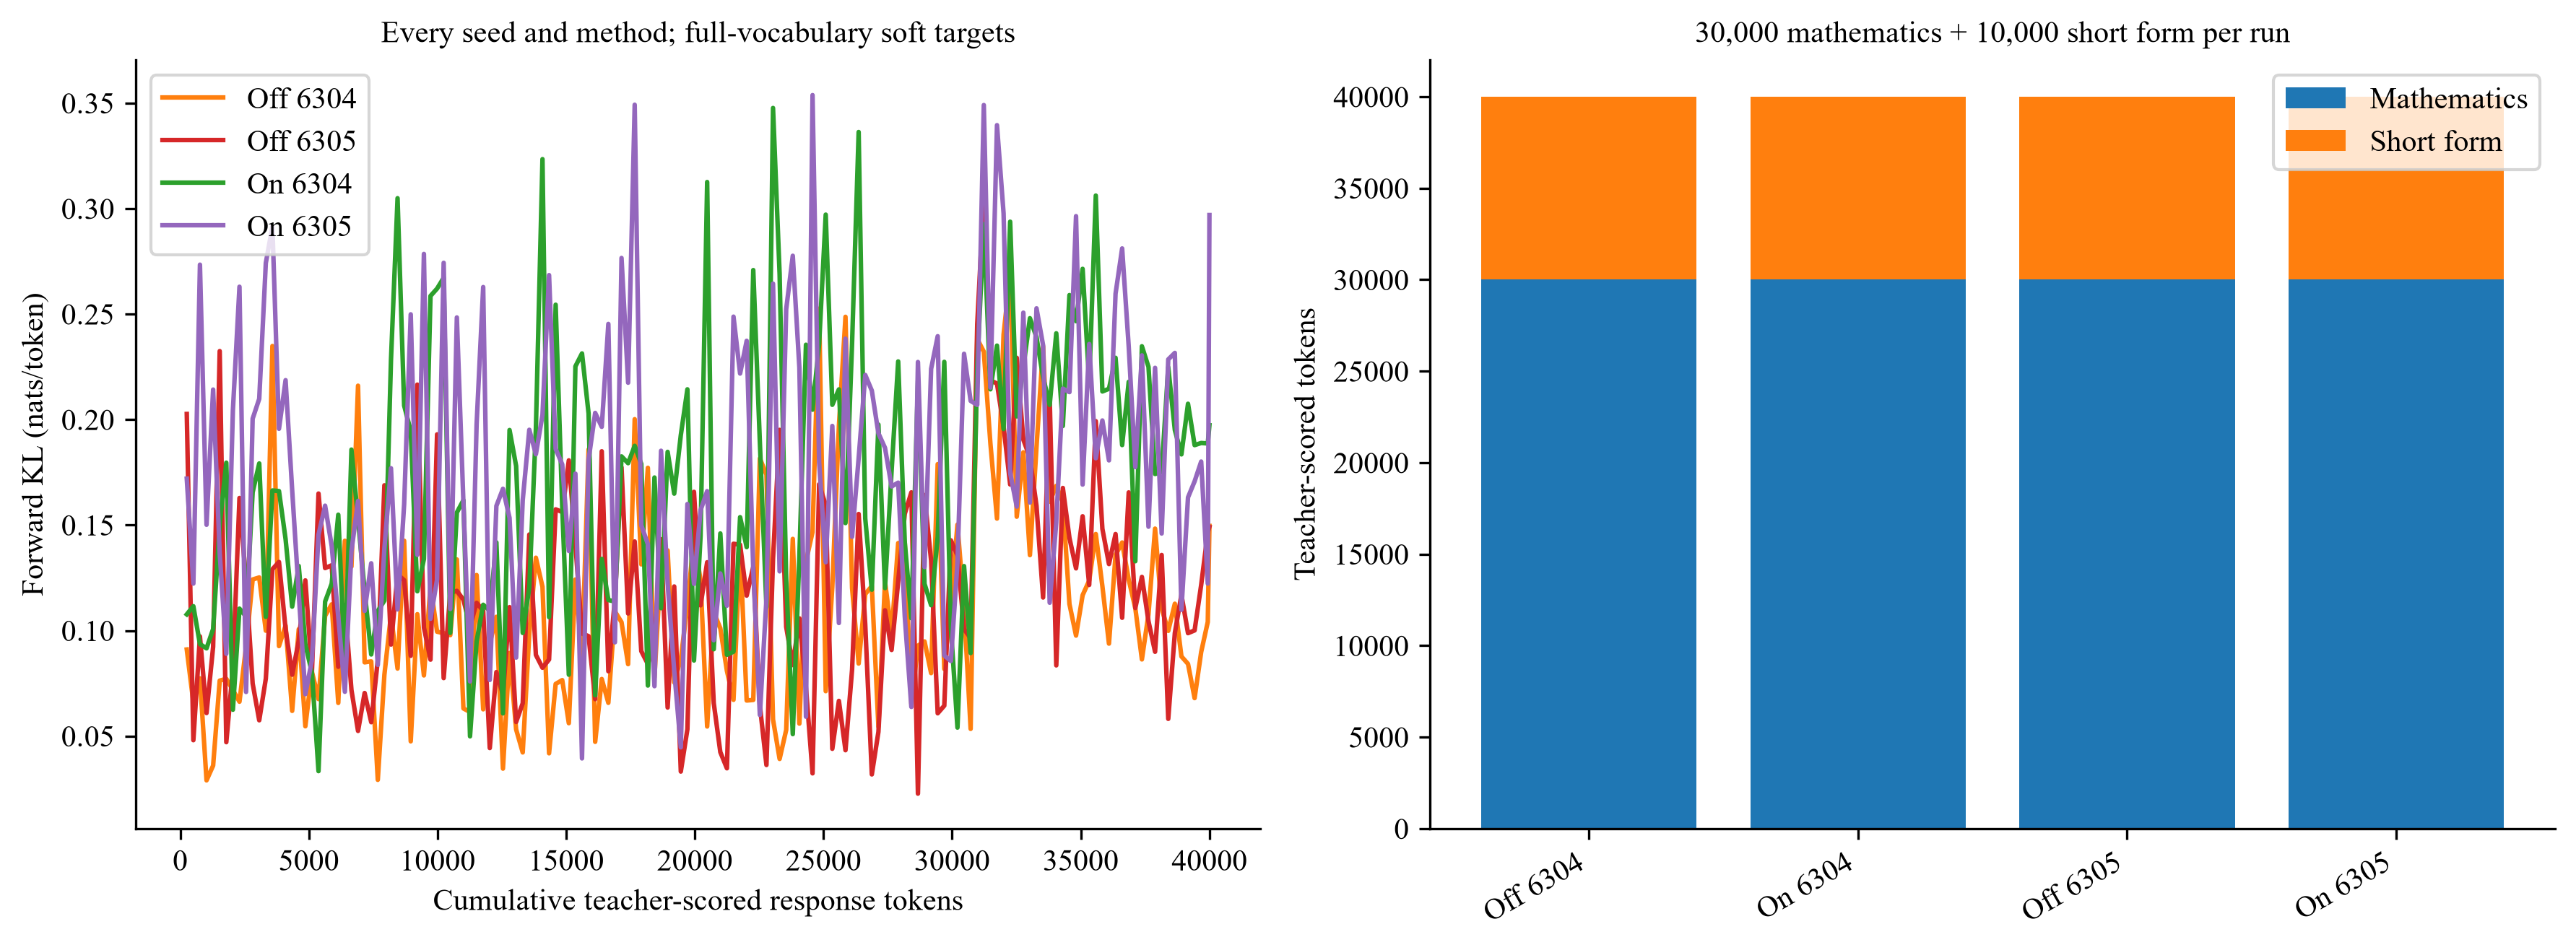 Every seed and method; full-vocabulary soft targets
Off 6304
Off 6305
On 6304
On 6305
0.35
0.30
0.25
0.20
0.15
0.10
0.05
Forward KL (nats/token)
0 5000 10000 15000 20000 25000 30000 35000 40000
Cumulative teacher-scored response tokens
30,000 mathematics + 10,000 short form per run
Mathematics
Short form
40000
35000
30000
25000
20000
15000
10000
5000
0
Teacher-scored tokens
Off 6304 On 6304 Off 6305 On 6305